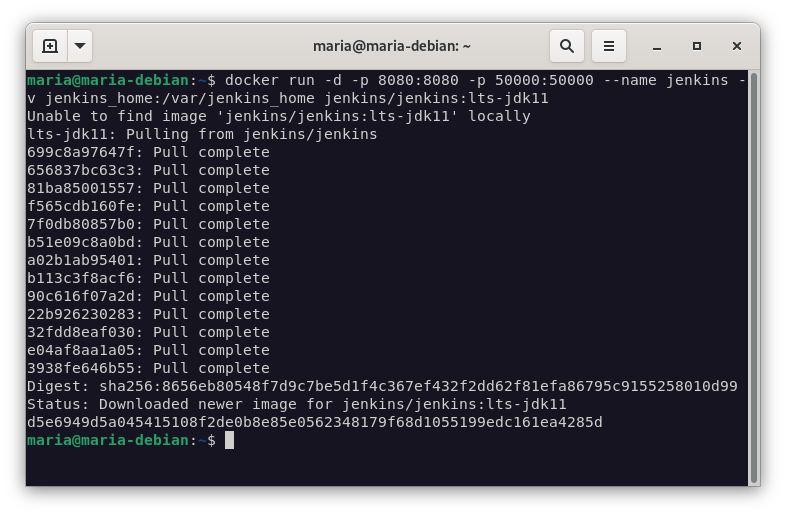 maria@maria-debian: ~
maria@maria-debian:~$ docker run -d -p 8080:8080 -p 50000:50000 --name jenkins -
v jenkins_home:/var/jenkins_home jenkins/jenkins:lts-jdk11
Unable to find image 'jenkins/jenkins:lts-jdk11' locally
lts-jdk11: Pulling from jenkins/jenkins
699c8a97647f: Pull complete
656837bc63c3: Pull complete
81ba85001557: Pull complete
f565cdb160fe: Pull complete
7f0db80857b0: Pull complete
b51e09c8a0bd: Pull complete
a02b1ab95401: Pull complete
b113c3f8acf6: Pull complete
90c616f07a2d: Pull complete
22b926230283: Pull complete
32fdd8eaf030: Pull complete
e04af8aa1a05: Pull complete
3938fe646b55: Pull complete
Digest: sha256:8656eb80548f7d9c7be5d1f4c367ef432f2dd62f81efa86795c9155258010d99
Status: Downloaded newer image for jenkins/jenkins:lts-jdk11
d5e6949d5a045415108f2de0b8e85e0562348179f68d1055199edc161ea4285d
maria@maria-debian:~$